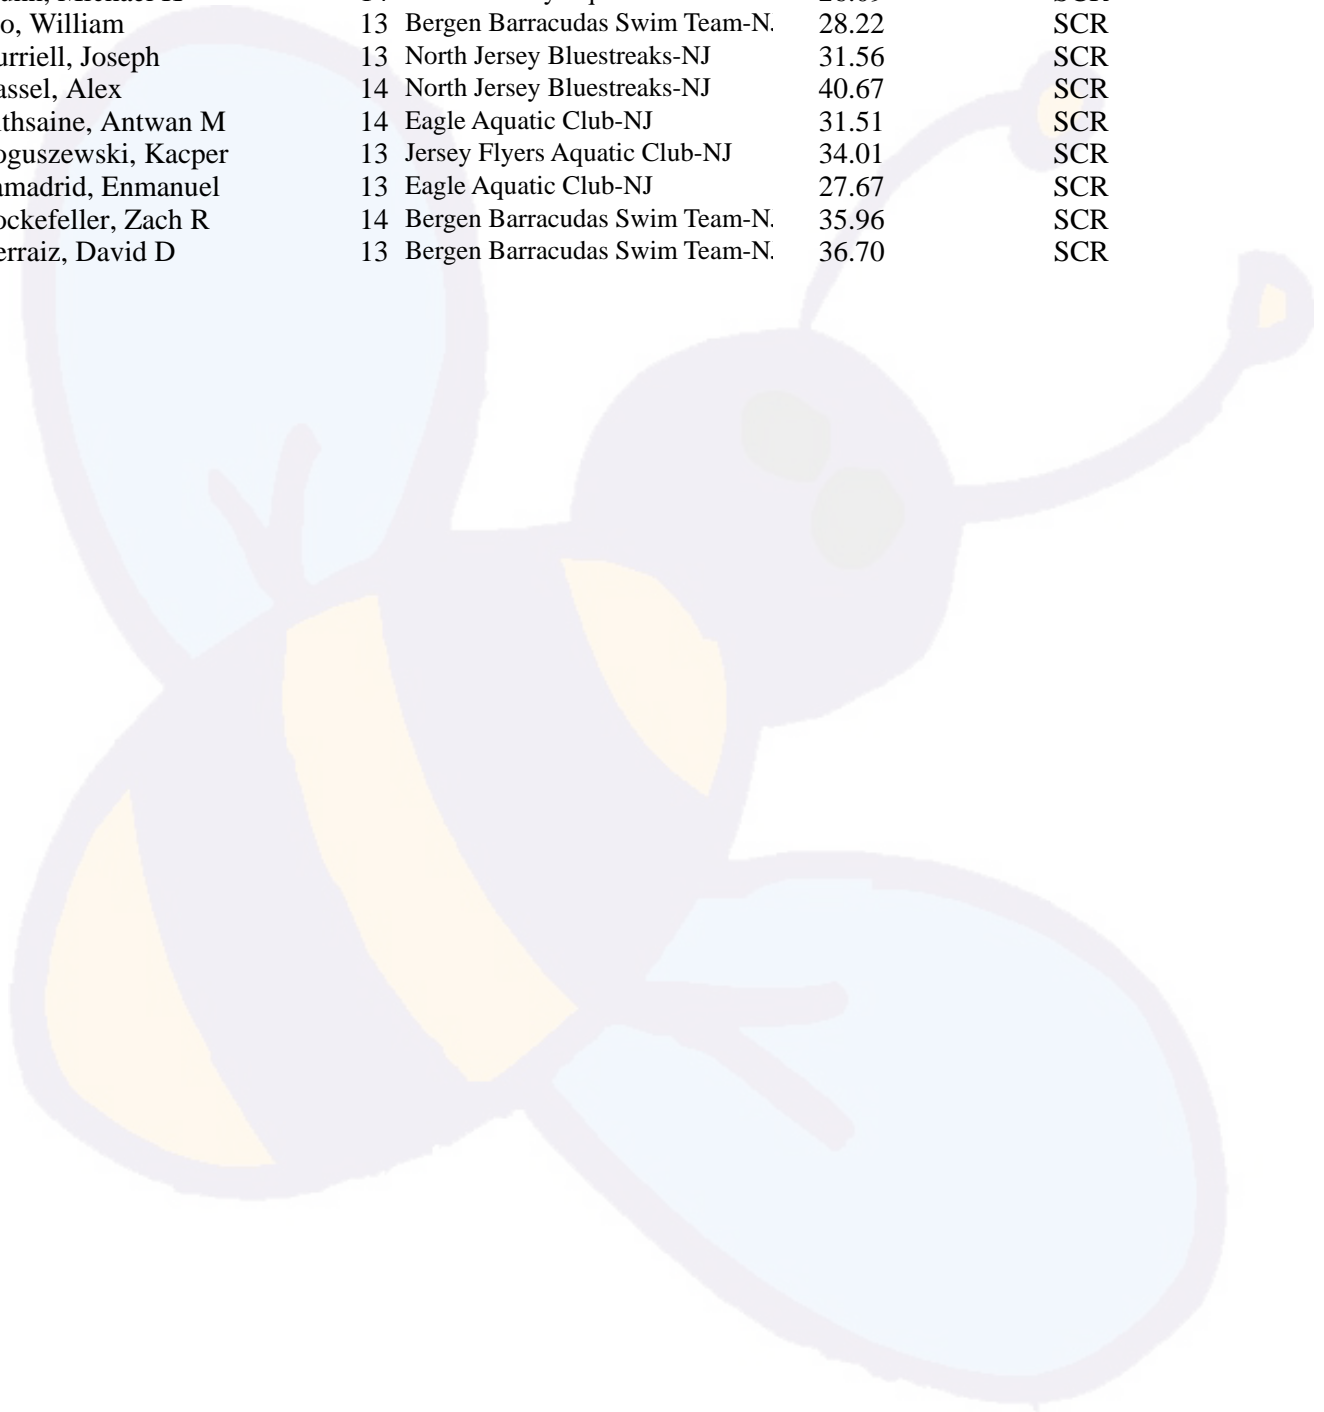 o, William 13 Bergen Barracudas Swim Team-N. 28.22 SCR
urriell, Joseph 13 North Jersey Bluestreaks-NJ 31.56 SCR
assel, Alex 14 North Jersey Bluestreaks-NJ 40.67 SCR
ithsaine, Antwan M 14 Eagle Aquatic Club-NJ 31.51 SCR
oguszewski, Kacper 13 Jersey Flyers Aquatic Club-NJ 34.01 SCR
amadrid, Enmanuel 13 Eagle Aquatic Club-NJ 27.67 SCR
ockefeller, Zach R 14 Bergen Barracudas Swim Team-N. 35.96 SCR
erraiz, David D 13 Bergen Barracudas Swim Team-N. 36.70 SCR